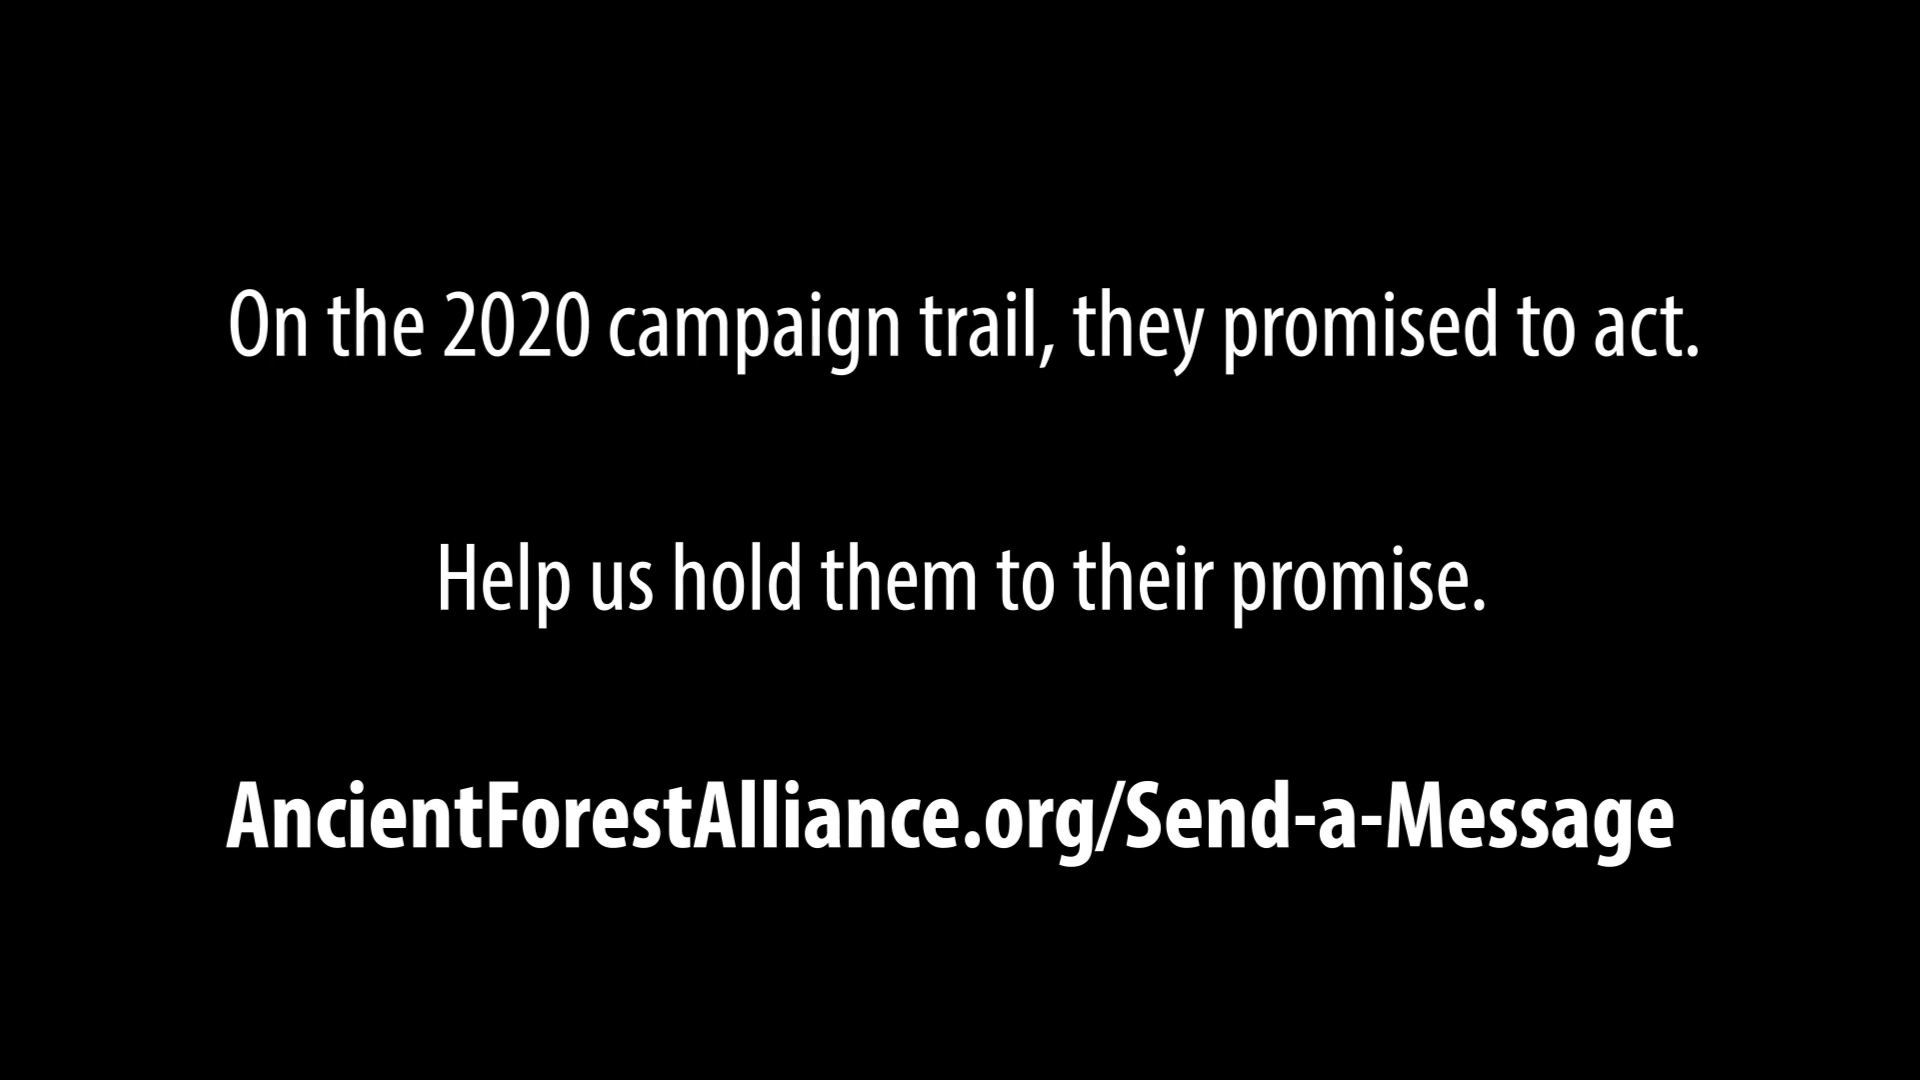 On the 2020 campaign trail, they promised to act.
Help us hold them to their promise.
AncientForestAlliance.org/Send-a-Message